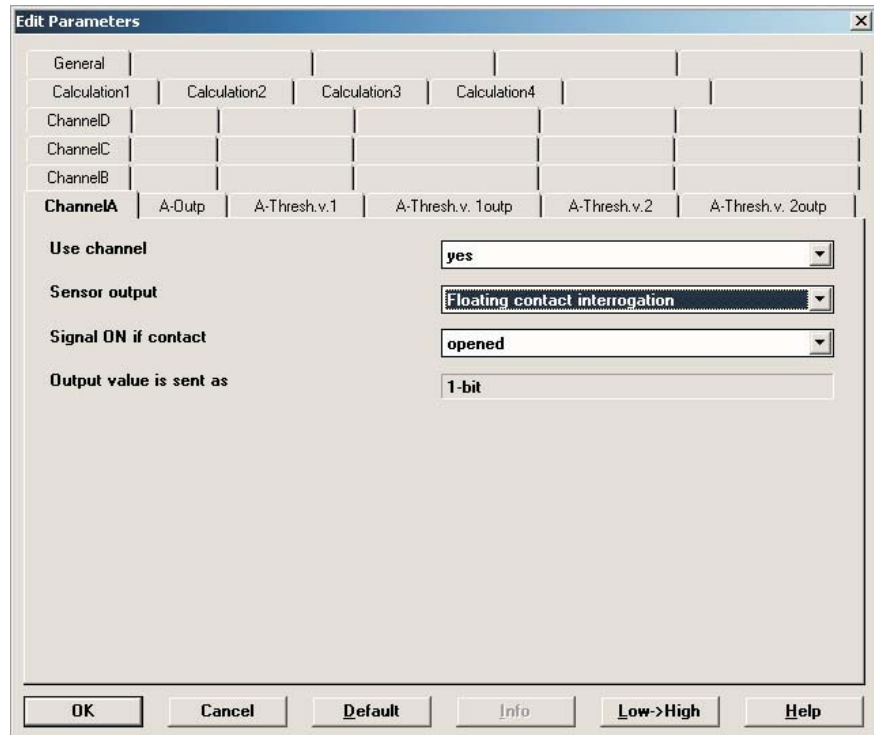 Edit Parameters
General
Calculation1 Calculation2 Calculation3 Calculation4
ChannelD
ChannelC
ChannelB
ChannelA A-Outp A-Thresh.v.1 A-Thresh.v. 1outp A-Thresh.v.2 A-Thresh.v. 2outp
Use channel yes
Sensor output Floating contact interrogation
Signal ON if contact opened
Output value is sent as 1-bit
OK Cancel Default Info Low->High Help